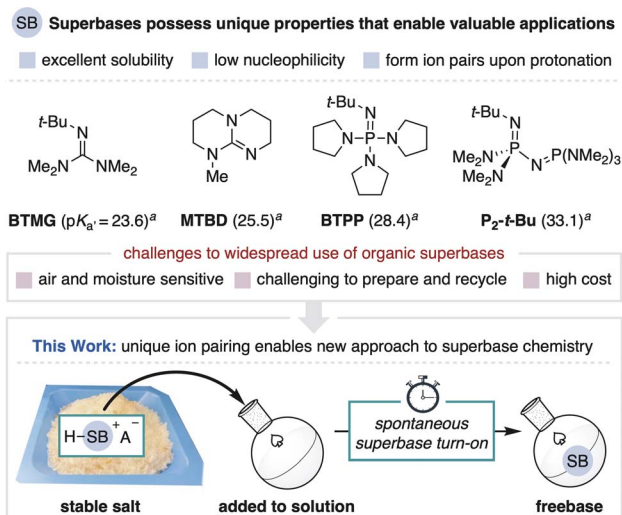 SB Superbases possess unique properties that enable valuable applications
excellent solubility low nucleophilicity form ion pairs upon protonation
t-Bu N Me₂N NMe₂
N N N Me
t-Bu N N P N N
t-Bu N Me₂N P Me₂N N P(NMe₂)₃
BTMG (pKₐ' = 23.6)ᵃ MTBD (25.5)ᵃ BTPP (28.4)ᵃ P₂-t-Bu (33.1)ᵃ
challenges to widespread use of organic superbases
air and moisture sensitive challenging to prepare and recycle high cost
This Work: unique ion pairing enables new approach to superbase chemistry
H–SB⁺ A⁻
spontaneous
superbase turn-on
SB
stable salt added to solution freebase